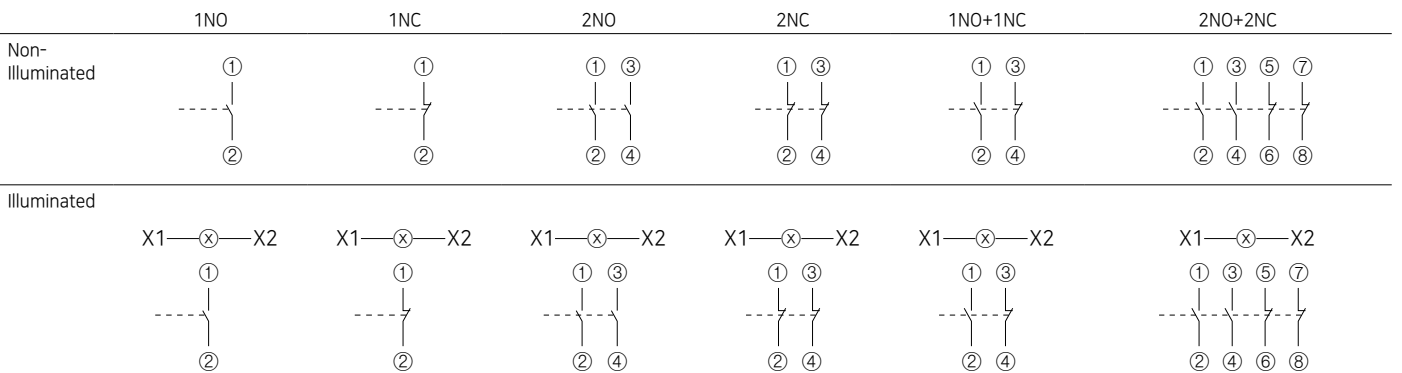 1NO 1NC 2NO 2NC 1NO+1NC 2NO+2NC
Non-
Illuminated
① ① ① ③ ① ③ ① ③ ① ③ ⑤ ⑦
② ② ② ④ ② ④ ② ④ ② ④ ⑥ ⑧
Illuminated
X1 X X2 X1 X X2 X1 X X2 X1 X X2 X1 X X2 X1 X X2
① ① ① ③ ① ③ ① ③ ① ③ ⑤ ⑦
② ② ② ④ ② ④ ② ④ ② ④ ⑥ ⑧